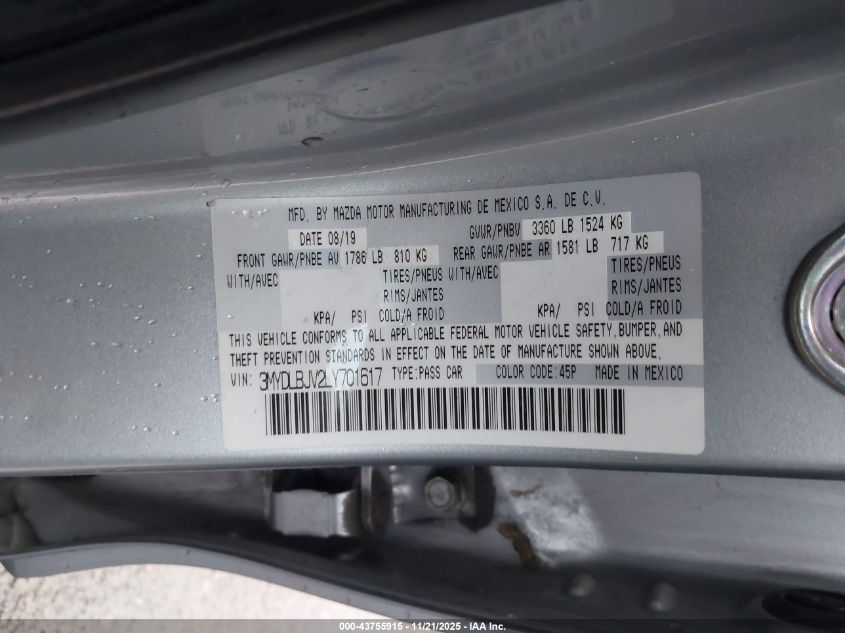 MFD. BY MAZDA MOTOR MANUFACTURING DE MEXICO S.A. DE C.V.
DATE 08/19 GVWR/PNBV 3360 LB 1524 KG
FRONT GAWR/PNBE AV 1786 LB 810 KG REAR GAWR/PNBE AR 1581 LB 717 KG
WITH/AVEC TIRES/PNEUS WITH/AVEC TIRES/PNEUS
RIMS/JANTES RIMS/JANTES
KPA/ PSI COLD/A FROID KPA/ PSI COLD/A FROID
THIS VEHICLE CONFORMS TO ALL APPLICABLE FEDERAL MOTOR VEHICLE SAFETY, BUMPER, AND
THEFT PREVENTION STANDARDS IN EFFECT ON THE DATE OF MANUFACTURE SHOWN ABOVE.
VIN: 3MYDLBJV2LY701617 TYPE:PASS CAR COLOR CODE:45P MADE IN MEXICO
000-43755915 - 11/21/2025 - IAA Inc.